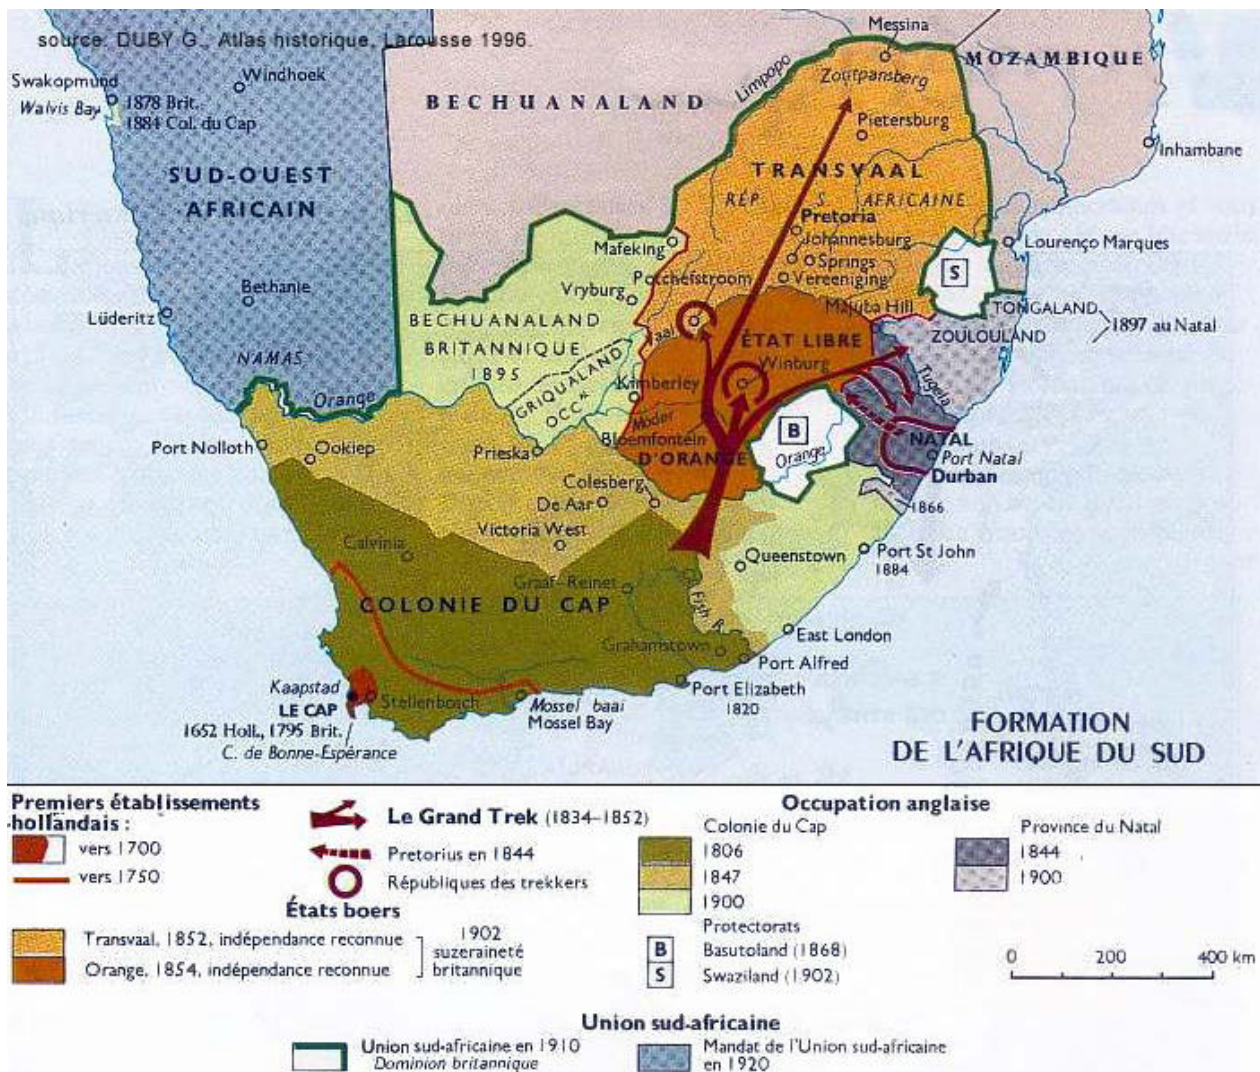 source: DUBY G., Atlas historique, Larousse 1996.
Messina
MOZAMBIQUE
Swakopmund
Windhoek
Zoutpansberg
Limpopo
Walvis Bay
1878 Brit.
1884 Col. du Cap
BECHUANALAND
Pietersburg
Inhambane
SUD-OUEST
AFRICAIN
TRANSVAAL
RÉP. S. AFRICAINE
Pretoria
Mafeking
Johannesburg
Lourenço Marques
Springs
S
Potchefstroom
Vereeniging
Bethanie
Vryburg
Majuta Hill
TONGALAND
Lüderitz
BECHUANALAND
BRITANNIQUE
1895
Vaal
ÉTAT LIBRE
ZOULOULAND
1897 au Natal
NAMAS
Winburg
Tugela
GRIQUALAND
OCC.
Kimberley
Orange
Moder
Bloemfontein
B
NATAL
Port Nolloth
Ookiep
Prieska
D'ORANGE
Orange
Port Natal
Durban
Colesberg
De Aar
1866
Victoria West
Calvinia
Queenstown
Port St John
1884
Graaf-Reinet
COLONIE DU CAP
Fish R.
East London
Grahamstown
Port Alfred
Kaapstad
Stellenbosch
Port Elizabeth
1820
LE CAP
Mossel baai
Mossel Bay
1652 Holl., 1795 Brit.
C. de Bonne-Espérance
FORMATION
DE L'AFRIQUE DU SUD
Premiers établissements
hollandais :
vers 1700
vers 1750
Le Grand Trek (1834-1852)
Pretorius en 1844
Républiques des trekkers
États boers
Transvaal, 1852, indépendance reconnue
Orange, 1854, indépendance reconnue
1902
suzeraineté
britannique
Occupation anglaise
Colonie du Cap
1806
1847
1900
Province du Natal
1844
1900
Protectorats
B Basutoland (1868)
S Swaziland (1902)
0 200 400 km
Union sud-africaine
Union sud-africaine en 1910
Dominion britannique
Mandat de l'Union sud-africaine
en 1920